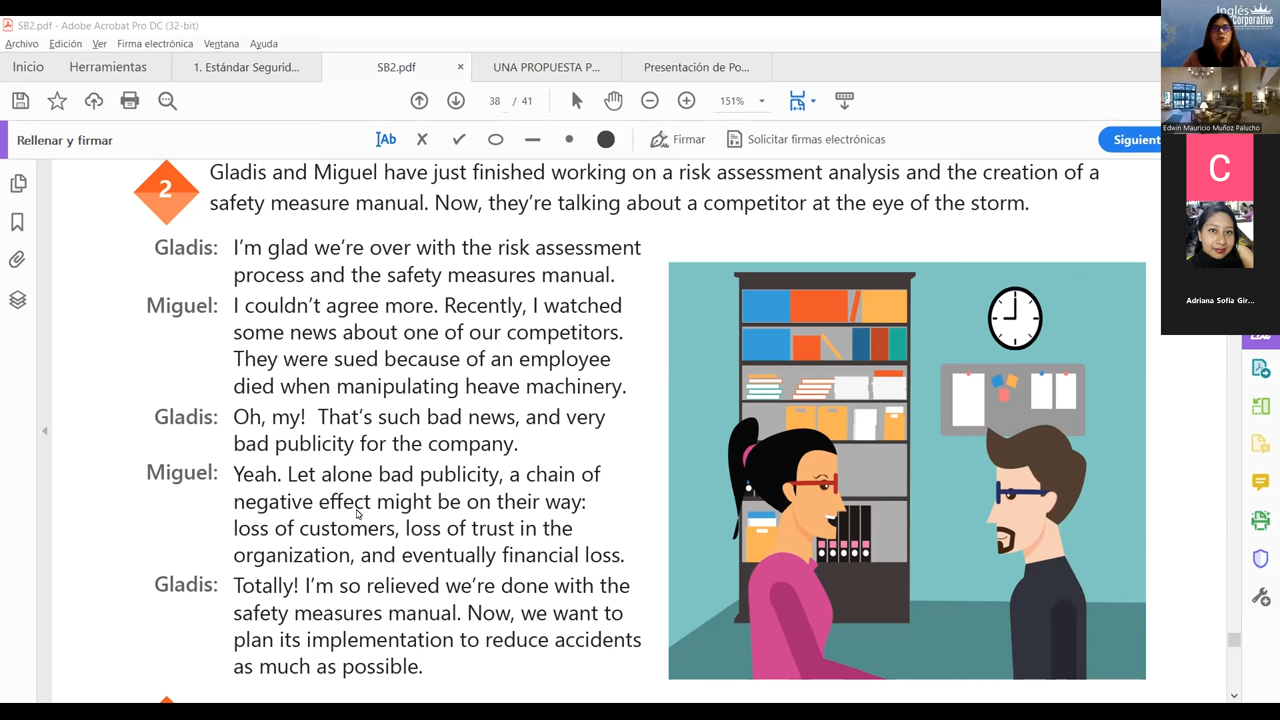 SB2.pdf - Adobe Acrobat Pro DC (32-bit)
Archivo Edición Ver Firma electrónica Ventana Ayuda
Inicio Herramientas 1. Estándar Segurid... SB2.pdf × UNA PROPUESTA P... Presentación de Po...
38 / 41 151%
Rellenar y firmar Ab Firmar Solicitar firmas electrónicas Siguient
2
Gladis and Miguel have just finished working on a risk assessment analysis and the creation of a
safety measure manual. Now, they're talking about a competitor at the eye of the storm.
Gladis: I'm glad we're over with the risk assessment
process and the safety measures manual.
Miguel: I couldn't agree more. Recently, I watched
some news about one of our competitors.
They were sued because of an employee
died when manipulating heave machinery.
Gladis: Oh, my! That's such bad news, and very
bad publicity for the company.
Miguel: Yeah. Let alone bad publicity, a chain of
negative effect might be on their way:
loss of customers, loss of trust in the
organization, and eventually financial loss.
Gladis: Totally! I'm so relieved we're done with the
safety measures manual. Now, we want to
plan its implementation to reduce accidents
as much as possible.
Inglés
Corporativo
Edwin Mauricio Muñoz Palucho
C
Adriana Sofia Gir...